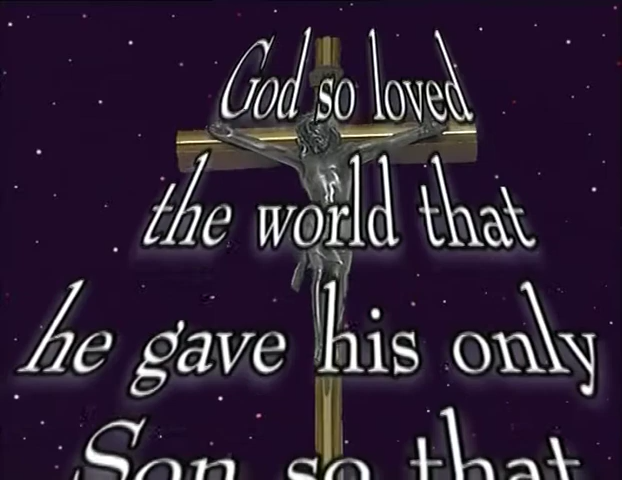 God so loved
the world that
he gave his only
Son so that